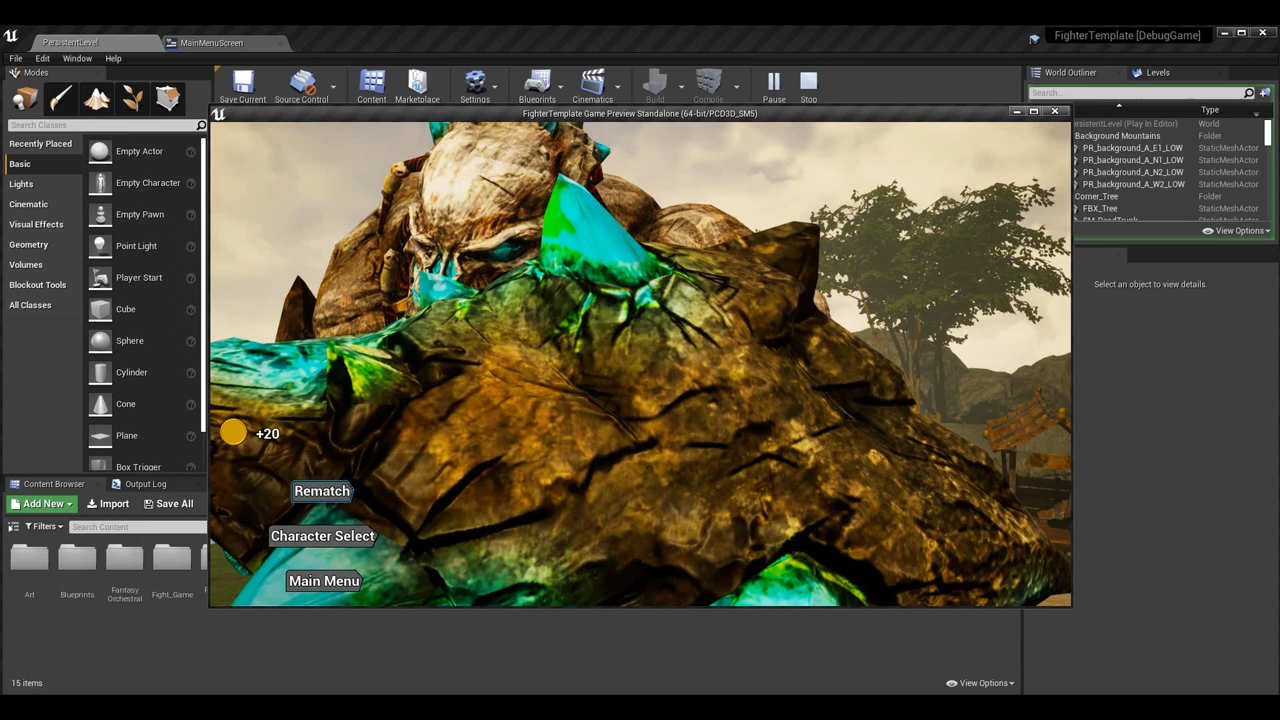 PersistentLevel
MainMenuScreen
FighterTemplate [DebugGame]
File Edit Window Help
Modes
World Outliner
Levels
Save Current
Source Control
Content
Marketplace
Settings
Blueprints
Cinematics
Build
Compile
Pause
Stop
Search...
Type
FighterTemplate Game Preview Standalone (64-bit/PCD3D_SM5)
Search Classes
Recently Placed
Basic
Lights
Cinematic
Visual Effects
Geometry
Volumes
Blockout Tools
All Classes
Empty Actor
Empty Character
Empty Pawn
Point Light
Player Start
Cube
Sphere
Cylinder
Cone
Plane
Box Trigger
(Play In Editor) World
Background Mountains Folder
PR_background_A_E1_LOW StaticMeshActor
PR_background_A_N1_LOW StaticMeshActor
PR_background_A_N2_LOW StaticMeshActor
PR_background_A_W2_LOW StaticMeshActor
Corner_Tree Folder
FBX_Tree StaticMeshActor
View Options
Select an object to view details.
+20
Rematch
Character Select
Main Menu
Content Browser
Output Log
Add New
Import
Save All
Filters
Search Content
Art
Blueprints
Fantasy
Orchestral
Fight_Game
15 items
View Options